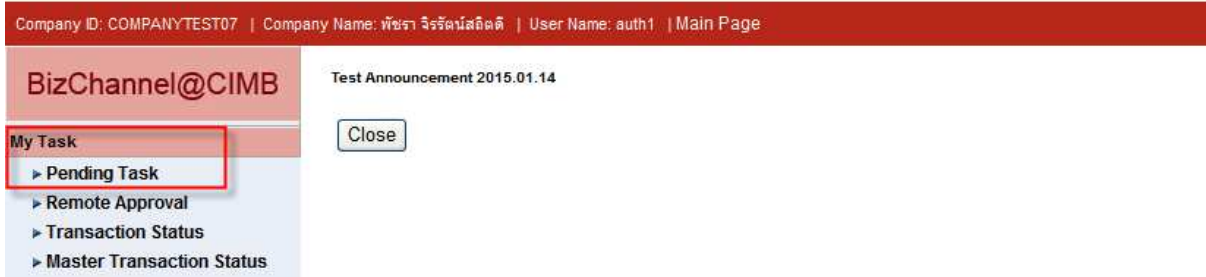 Company ID: COMPANYTEST07 | Company Name: พัชรา จิรรัตน์สถิตดิ | User Name: auth1 | Main Page
BizChannel@CIMB
Test Announcement 2015.01.14
Close
My Task
Pending Task
Remote Approval
Transaction Status
Master Transaction Status